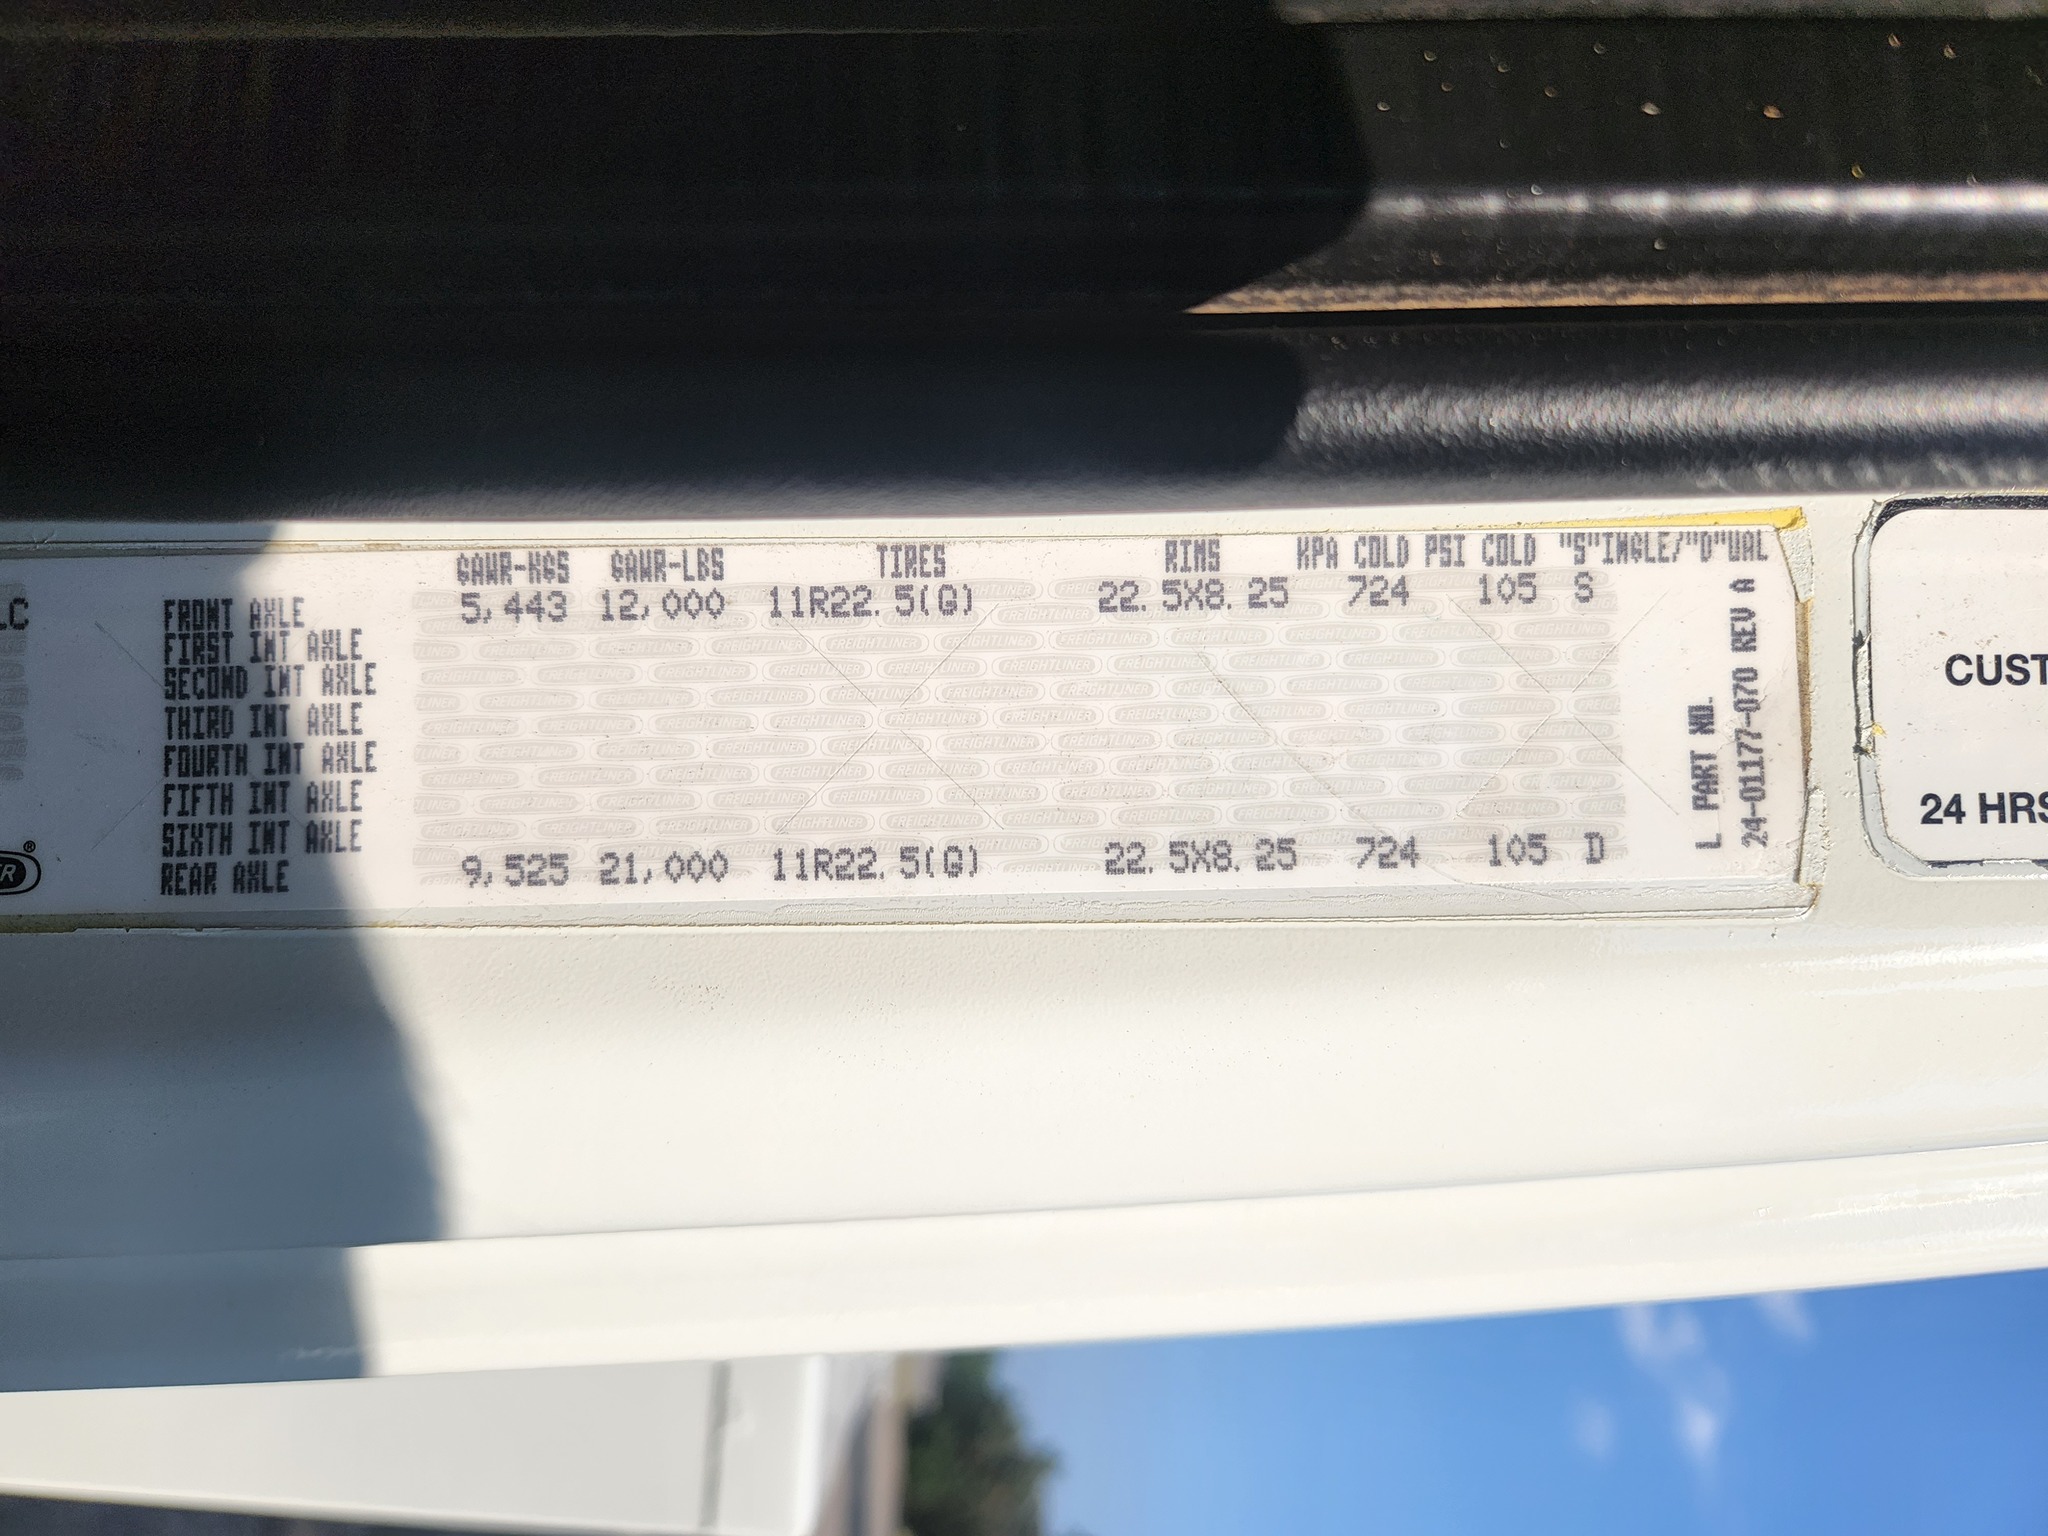 GAWR-KGS GAWR-LBS TIRES RIMS KPA COLD PSI COLD "S"INGLE/"D"UAL
FRONT AXLE 5,443 12,000 11R22.5(G) 22.5X8.25 724 105 S
FIRST INT AXLE
SECOND INT AXLE
THIRD INT AXLE
FOURTH INT AXLE
FIFTH INT AXLE
SIXTH INT AXLE
REAR AXLE 9,525 21,000 11R22.5(G) 22.5X8.25 724 105 D
L PART NO.
24-01177-070 REV A
FREIGHTLINER
LC
®
CUST
24 HRS